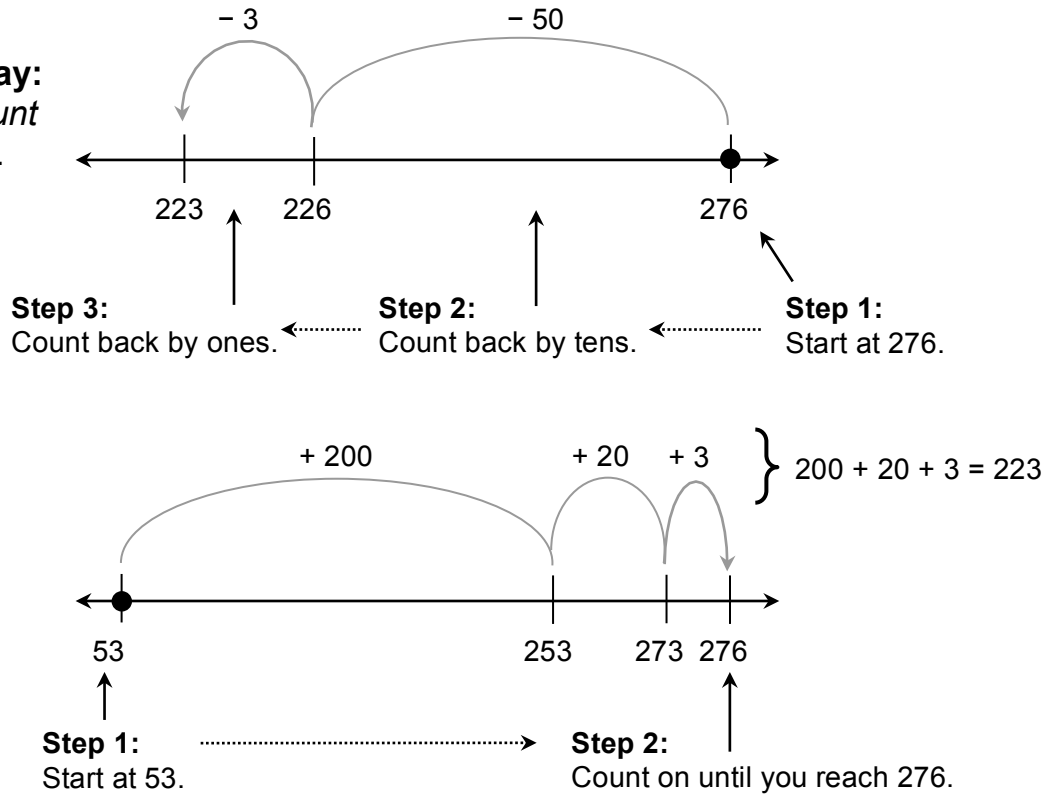 − 3
− 50
ay:
unt
.
223
226
276
Step 3:
Count back by ones.
Step 2:
Count back by tens.
Step 1:
Start at 276.
+ 200
+ 20
+ 3
200 + 20 + 3 = 223
53
253
273
276
Step 1:
Start at 53.
Step 2:
Count on until you reach 276.